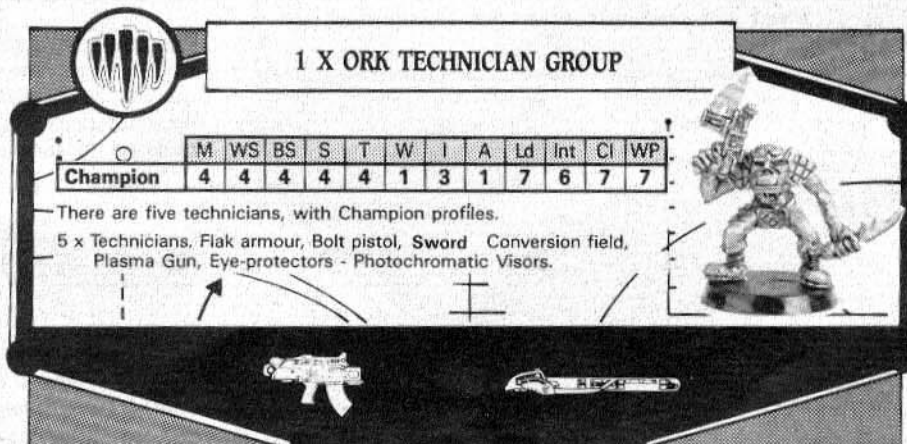 1 X ORK TECHNICIAN GROUP
M WS BS S T W I A Ld Int Cl WP
Champion 4 4 4 4 4 1 3 1 7 6 7 7
There are five technicians, with Champion profiles.
5 x Technicians. Flak armour, Bolt pistol, Sword Conversion field,
Plasma Gun, Eye-protectors - Photochromatic Visors.